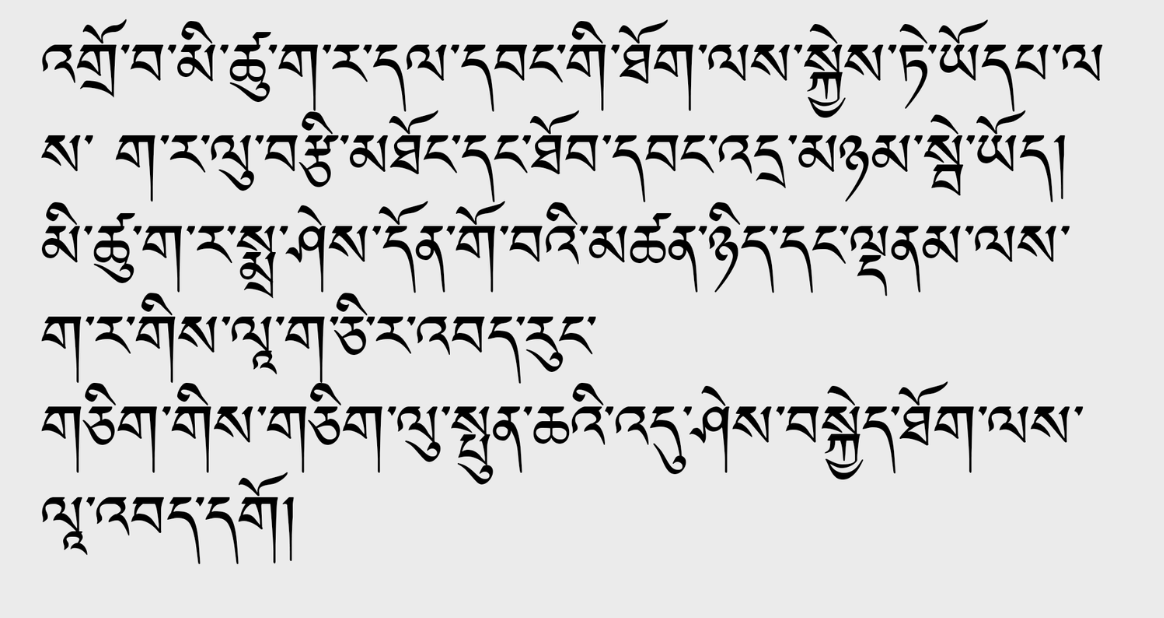 འགྲོ་བ་མི་ཚུ་ག་ར་དལ་དབང་གི་ཐོག་ལས་སྐྱེས་ཏེ་ཡོདཔ་ལ
ས་ ག་ར་ལུ་བརྩི་མཐོང་དང་ཐོབ་དབང་འདྲ་མཉམ་སྦེ་ཡོད།
མི་ཚུ་ག་ར་སྨྲ་ཤེས་དོན་གོ་བའི་མཚན་ཉིད་དང་ལྡནམ་ལས་
ག་ར་གིས་ལཱ་ག་ཅི་ར་འབད་རུང་
གཅིག་གིས་གཅིག་ལུ་སྤུན་ཆའི་འདུ་ཤེས་བསྐྱེད་ཐོག་ལས་
ལཱ་འབད་དགོ།